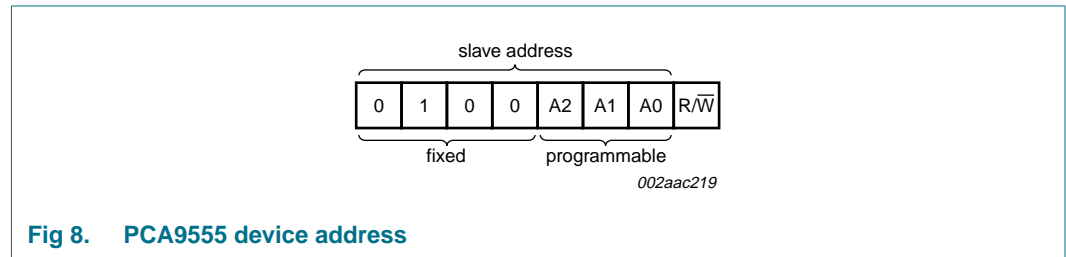 slave address
0 1 0 0 A2 A1 A0 R/W̅
fixed programmable
002aac219
Fig 8. PCA9555 device address